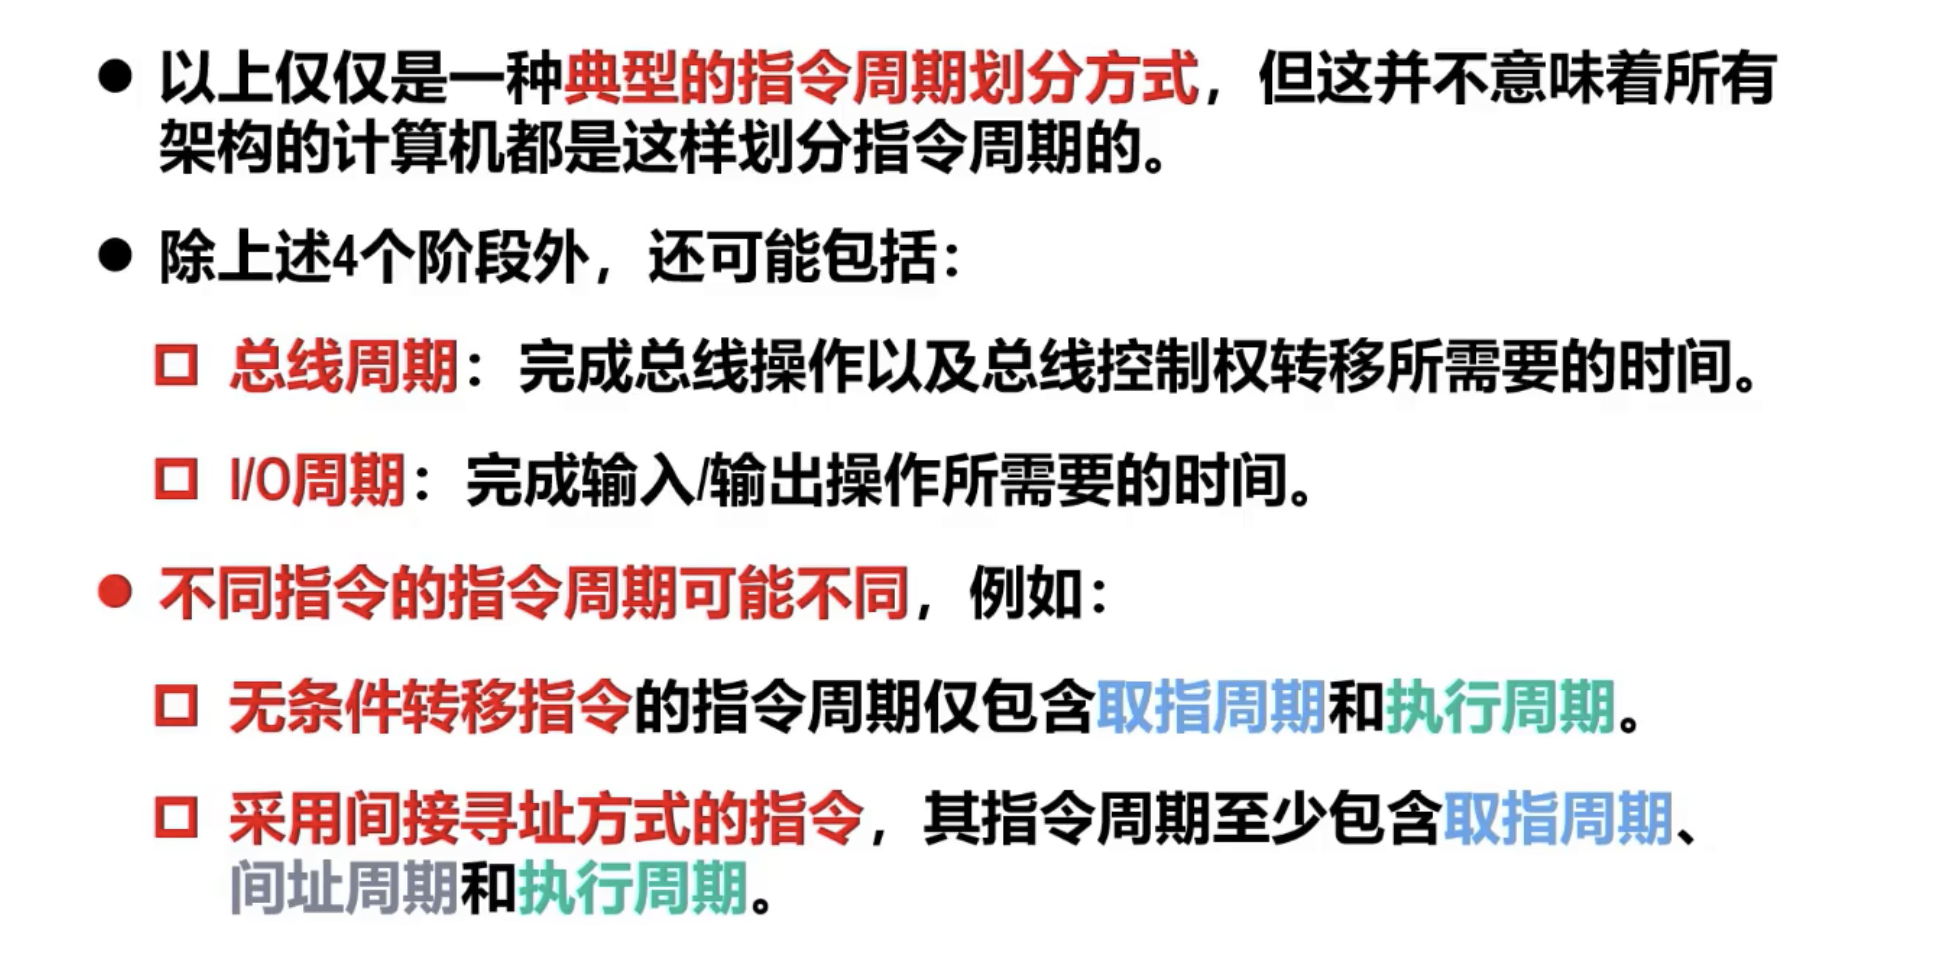 以上仅仅是一种典型的指令周期划分方式，但这并不意味着所有
架构的计算机都是这样划分指令周期的。
除上述4个阶段外，还可能包括：
总线周期：完成总线操作以及总线控制权转移所需要的时间。
I/O周期：完成输入/输出操作所需要的时间。
不同指令的指令周期可能不同，例如：
无条件转移指令的指令周期仅包含取指周期和执行周期。
采用间接寻址方式的指令，其指令周期至少包含取指周期、
间址周期和执行周期。